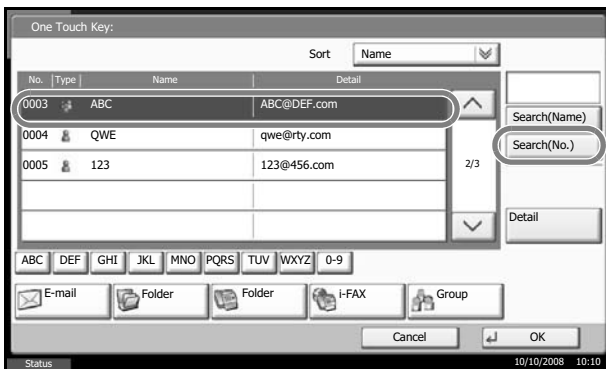 One Touch Key:
Sort Name
No. Type Name Detail
0003 ABC ABC@DEF.com
Search(Name)
0004 QWE qwe@rty.com
Search(No.)
0005 123 123@456.com 2/3
Detail
ABC DEF GHI JKL MNO PQRS TUV WXYZ 0-9
E-mail Folder Folder i-FAX Group
Cancel OK
Status 10/10/2008 10:10